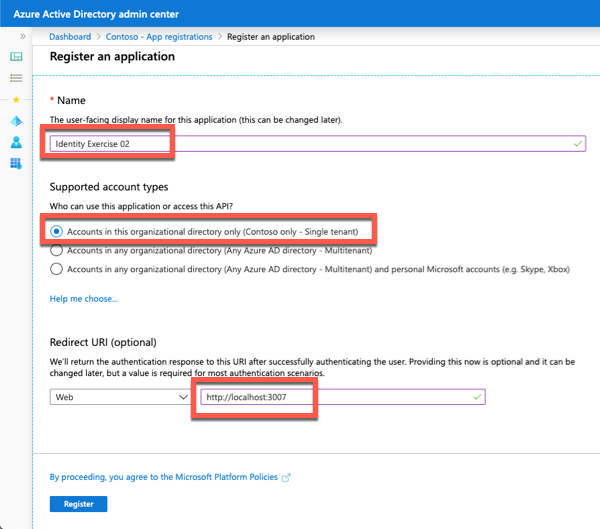 Azure Active Directory admin center
Dashboard > Contoso - App registrations > Register an application
Register an application
* Name
The user-facing display name for this application (this can be changed later).
Identity Exercise 02
Supported account types
Who can use this application or access this API?
Accounts in this organizational directory only (Contoso only - Single tenant)
Accounts in any organizational directory (Any Azure AD directory - Multitenant)
Accounts in any organizational directory (Any Azure AD directory - Multitenant) and personal Microsoft accounts (e.g. Skype, Xbox)
Help me choose...
Redirect URI (optional)
We'll return the authentication response to this URI after successfully authenticating the user. Providing this now is optional and it can be
changed later, but a value is required for most authentication scenarios.
Web
http://localhost:3007
By proceeding, you agree to the Microsoft Platform Policies
Register